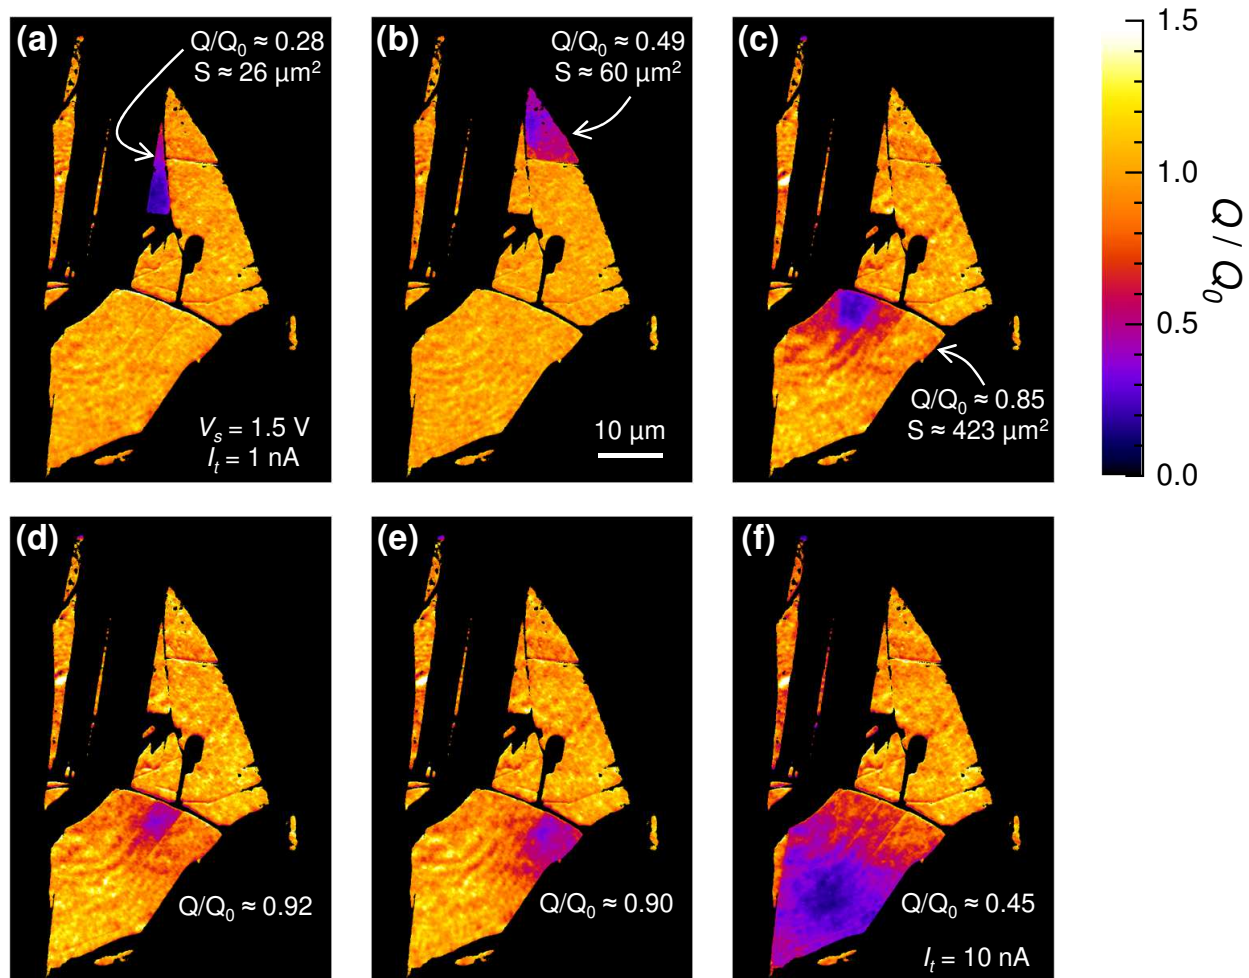 (a)
Q/Q₀ ≈ 0.28
S ≈ 26 µm²
V_s = 1.5 V
I_t = 1 nA
(b)
Q/Q₀ ≈ 0.49
S ≈ 60 µm²
10 µm
(c)
Q/Q₀ ≈ 0.85
S ≈ 423 µm²
1.5
1.0
0.5
0.0
Q / Q₀
(d)
Q/Q₀ ≈ 0.92
(e)
Q/Q₀ ≈ 0.90
(f)
Q/Q₀ ≈ 0.45
I_t = 10 nA